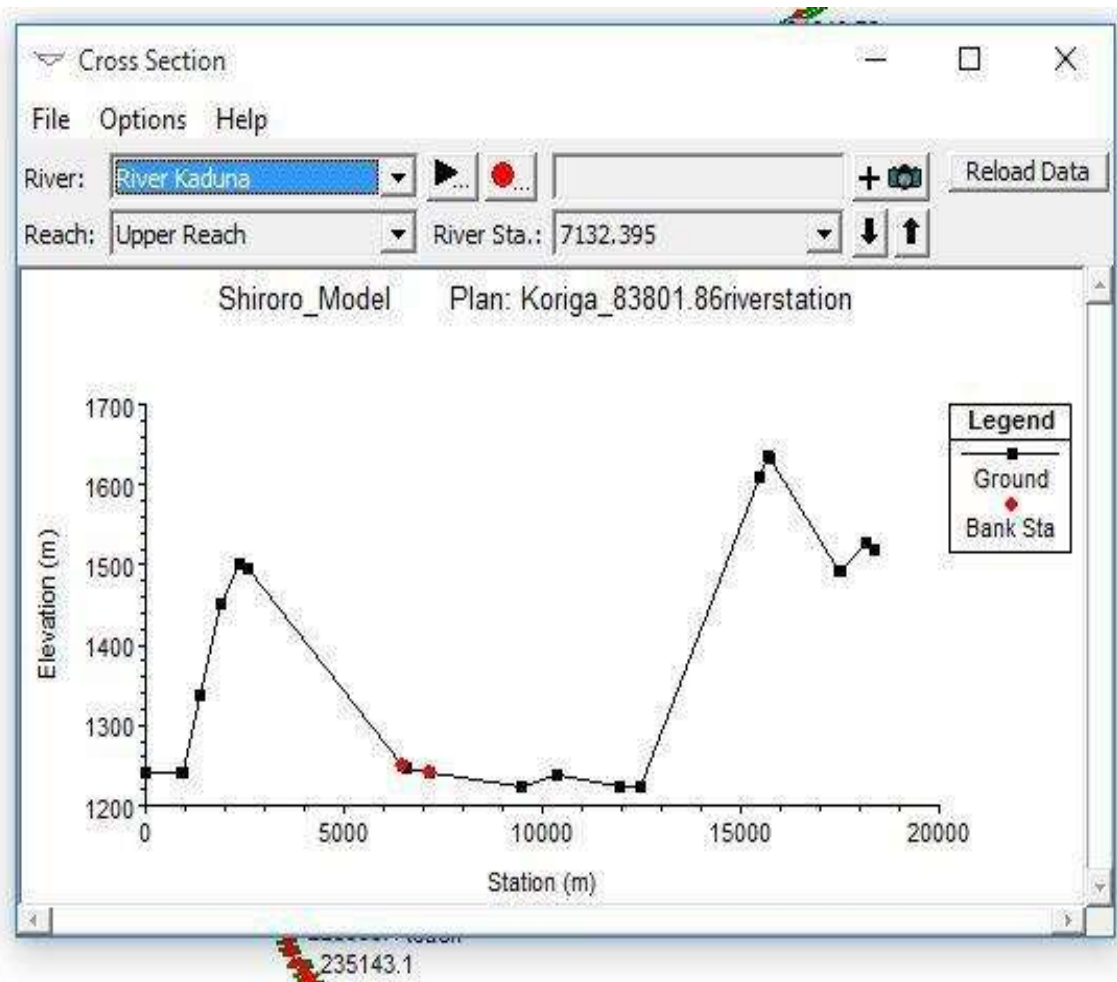 Cross Section
File Options Help
River: River Kaduna ... ... + Reload Data
Reach: Upper Reach River Sta.: 7132.395
Shiroro_Model Plan: Koriga_83801.86riverstation
1700
1600
1500
1400
1300
1200
Elevation (m)
0 5000 10000 15000 20000
Station (m)
Legend
Ground
Bank Sta
235143.1